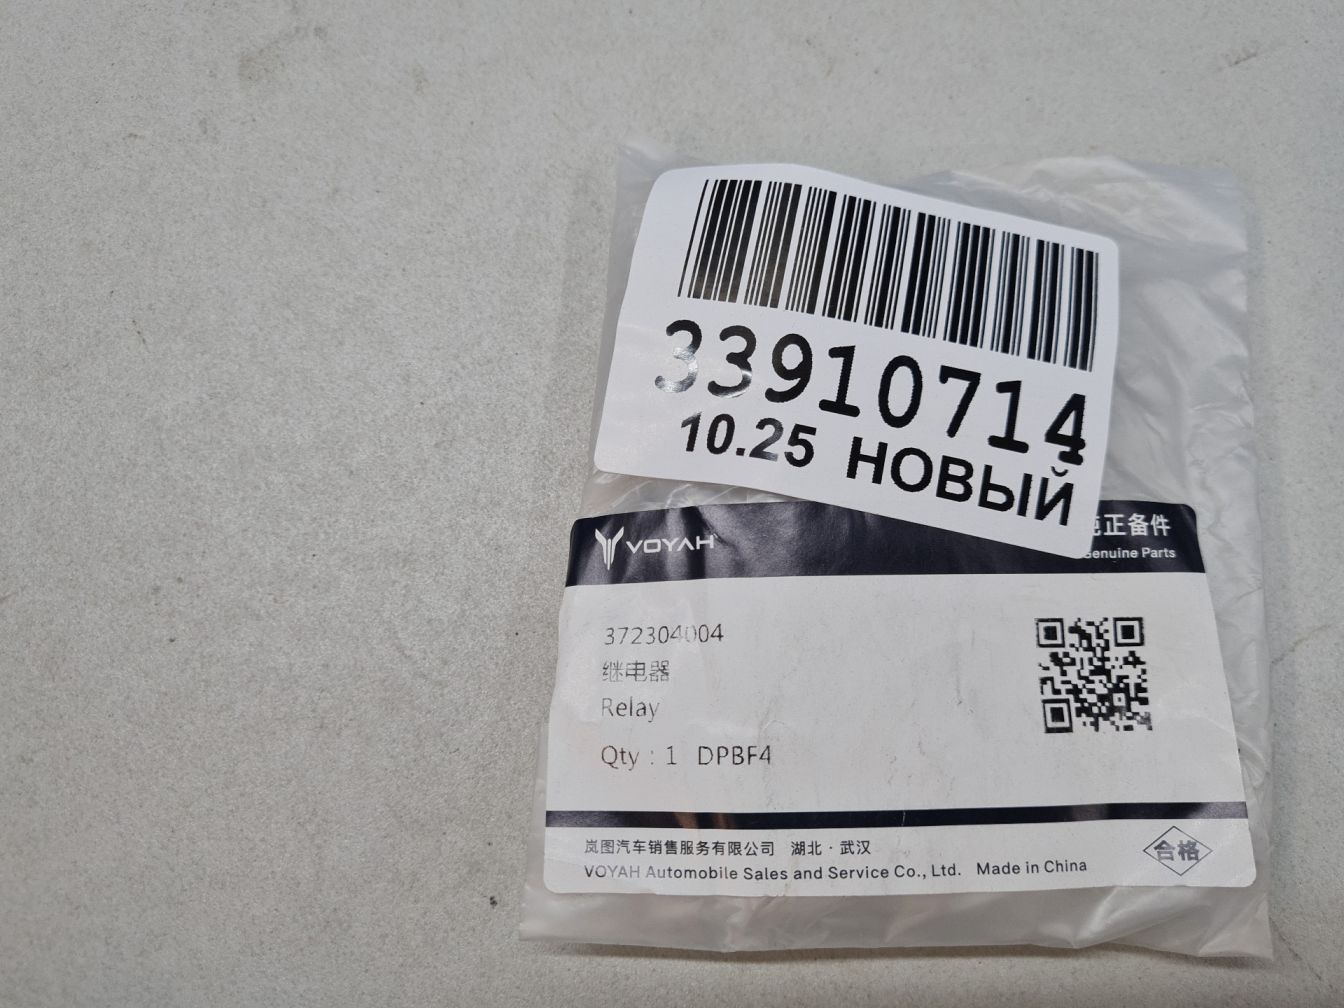 33910714
10.25 НОВЫЙ
VOYAH
正备件
Genuine Parts
372304004
继电器
Relay
Qty : 1 DPBF4
岚图汽车销售服务有限公司 湖北 · 武汉
VOYAH Automobile Sales and Service Co., Ltd. Made in China
合格